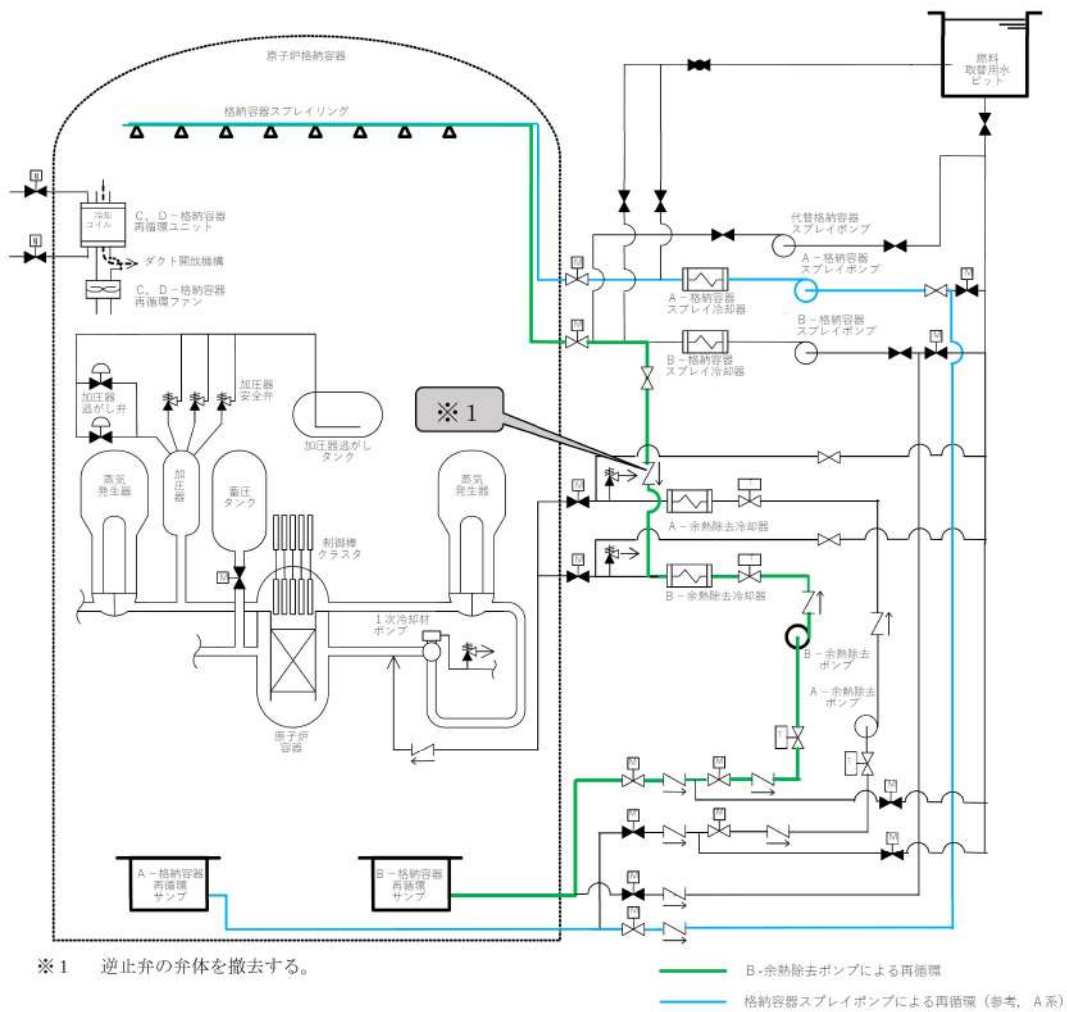 原子炉格納容器
燃料
取替用水
ピット
格納容器スプレイリング
M
冷却
コイル
C,D-格納容器
再循環ユニット
M
ダクト開放機構
C,D-格納容器
再循環ファン
代替格納容器
スプレイポンプ
A-格納容器
スプレイポンプ
M
M
A-格納容器
スプレイ冷却器
B-格納容器
スプレイポンプ
M
M
B-格納容器
スプレイ冷却器
加圧器
逃がし弁
加圧器
安全弁
※1
加圧器逃がし
タンク
蒸気
発生器
加圧器
蓄圧
タンク
蒸気
発生器
M
T
A-余熱除去冷却器
制御棒
クラスタ
M
T
B-余熱除去冷却器
M
1次冷却材
ポンプ
B-余熱除去
ポンプ
A-余熱除去
ポンプ
原子炉
容器
T
T
M
M
M
M
M
M
A-格納容器
再循環
サンプ
B-格納容器
再循環
サンプ
M
M
※1 逆止弁の弁体を撤去する。
B-余熱除去ポンプによる再循環
格納容器スプレイポンプによる再循環(参考,A系)